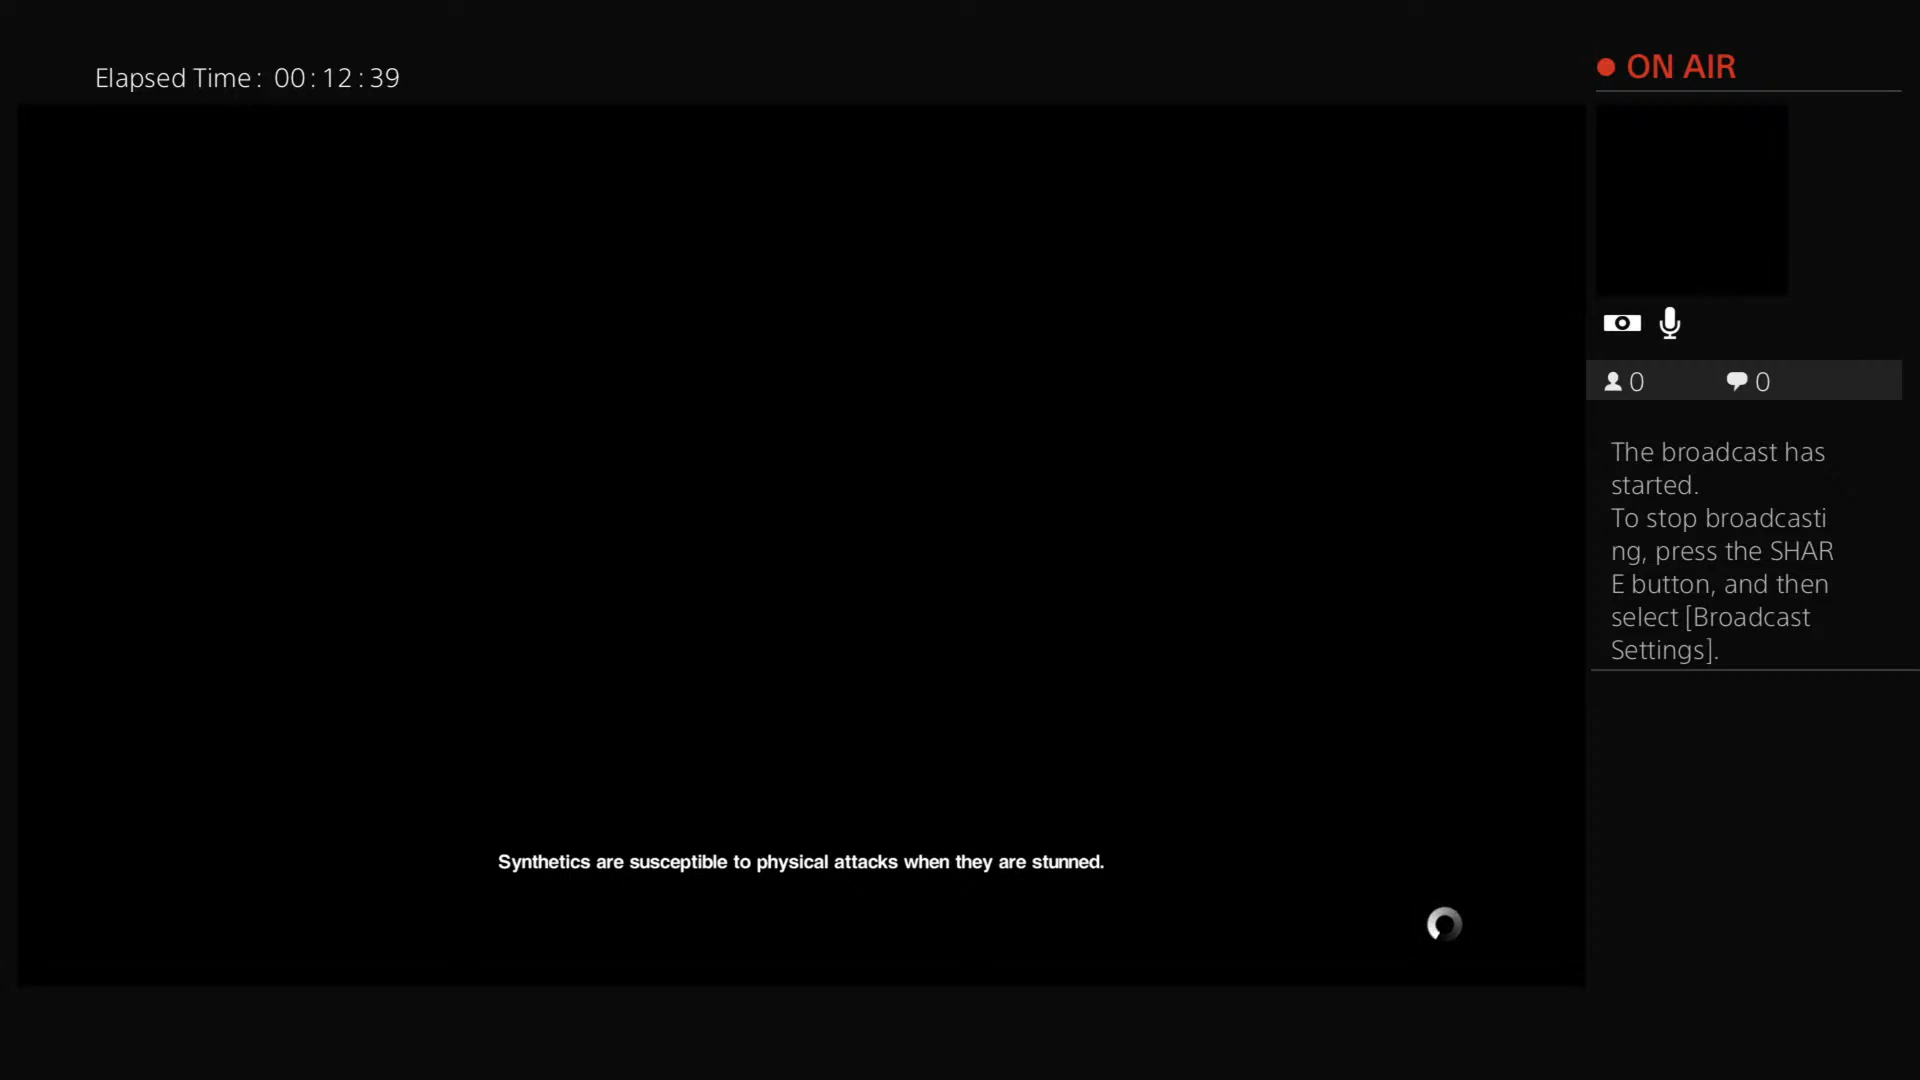 Elapsed Time: 00:12:39
ON AIR
0
0
The broadcast has
started.
To stop broadcasti
ng, press the SHAR
E button, and then
select [Broadcast
Settings].
Synthetics are susceptible to physical attacks when they are stunned.